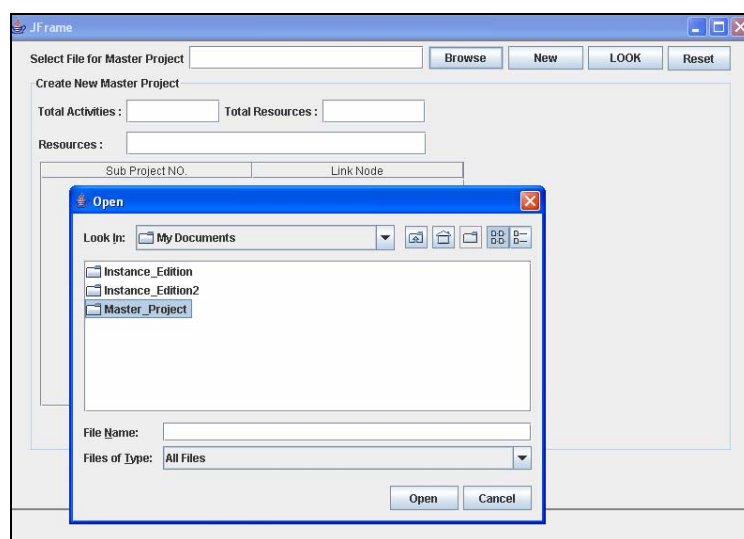 JFrame
Select File for Master Project Browse New LOOK Reset
Create New Master Project
Total Activities : Total Resources :
Resources :
Sub Project NO. Link Node
Open
Look In: My Documents
Instance_Edition
Instance_Edition2
Master_Project
File Name:
Files of Type: All Files
Open Cancel